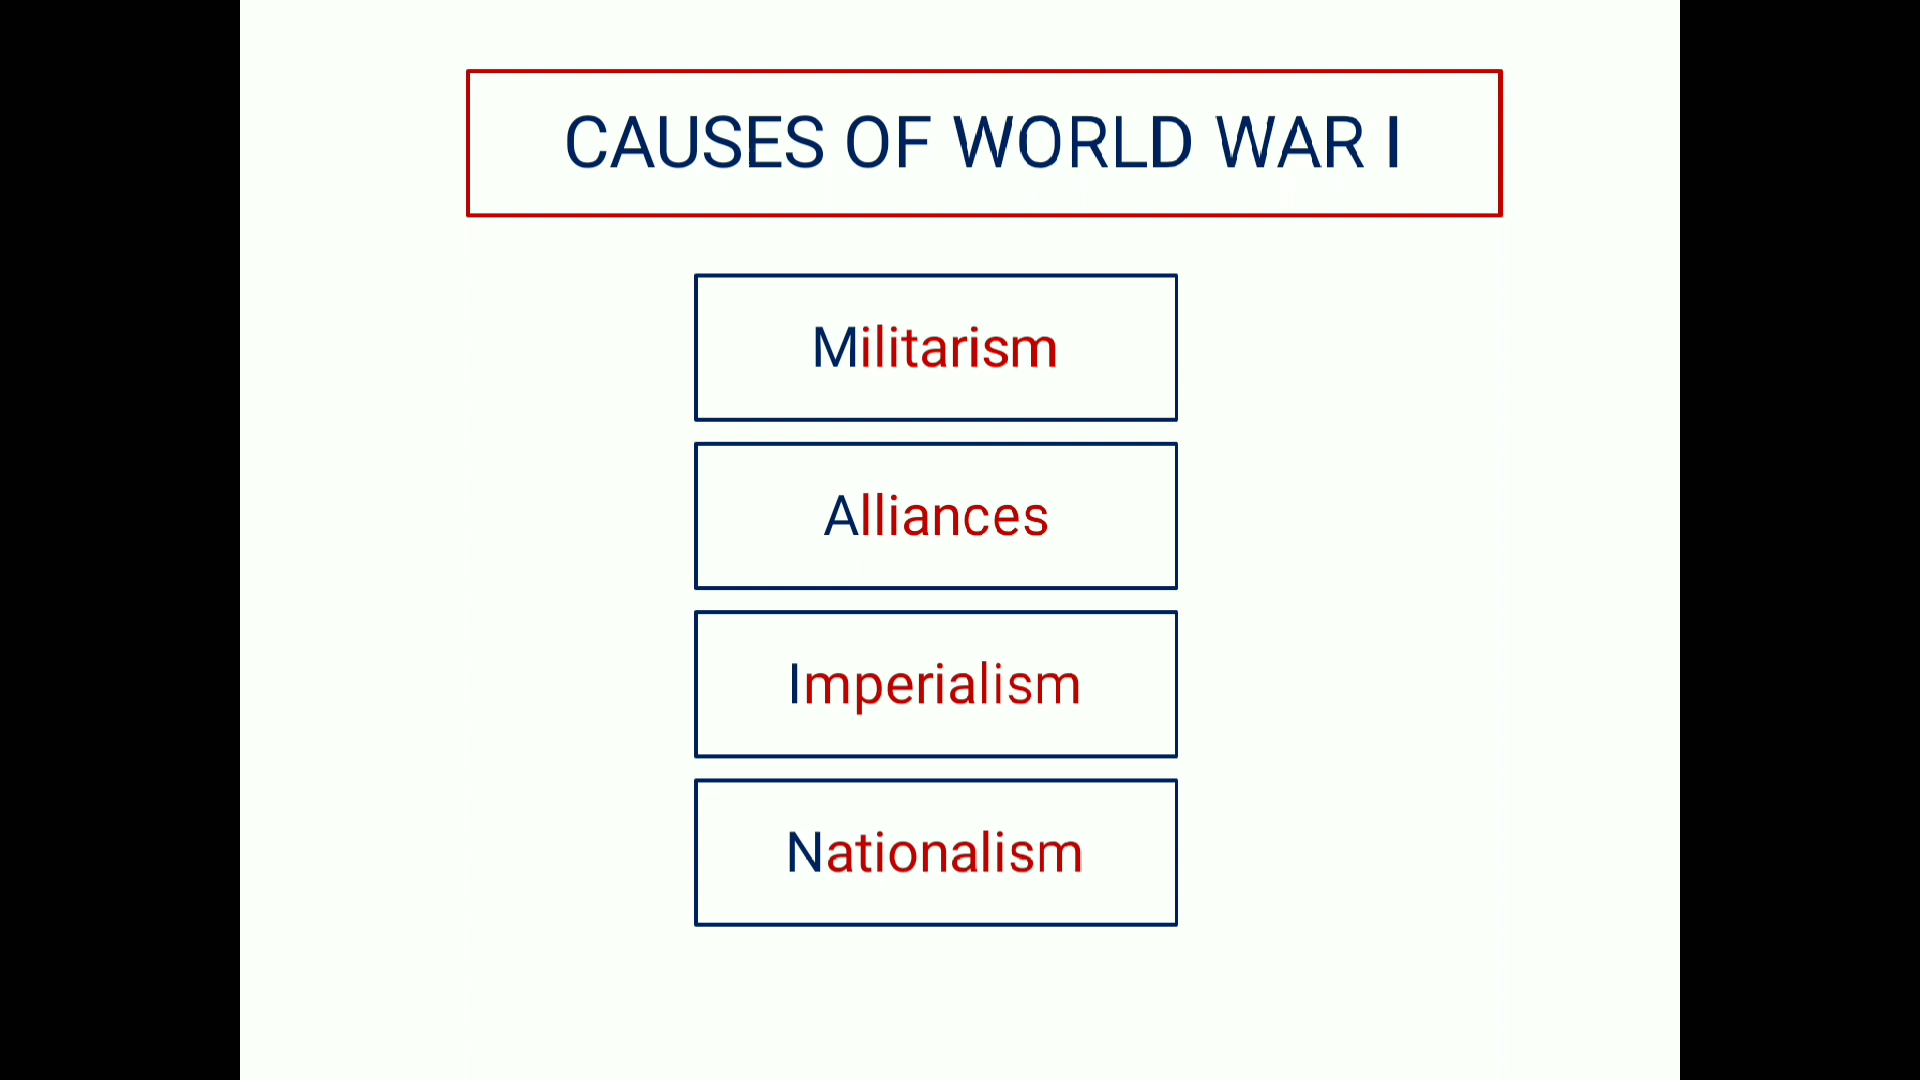 CAUSES OF WORLD WAR I
Militarism
Alliances
Imperialism
Nationalism